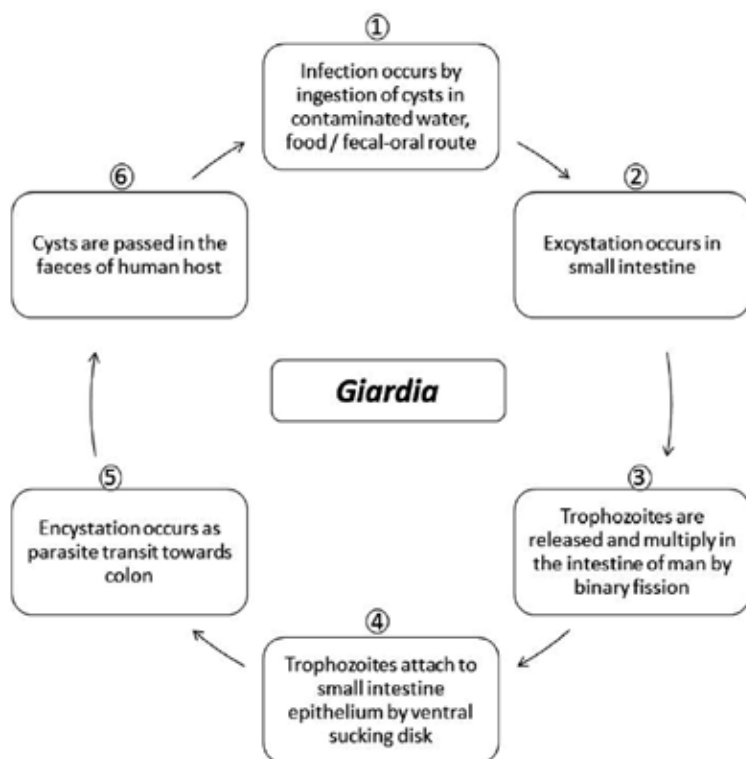 ①
Infection occurs by
ingestion of cysts in
contaminated water,
food / fecal-oral route
②
Excystation occurs in
small intestine
③
Trophozoites are
released and multiply in
the intestine of man by
binary fission
④
Trophozoites attach to
small intestine
epithelium by ventral
sucking disk
⑤
Encystation occurs as
parasite transit towards
colon
⑥
Cysts are passed in the
faeces of human host
Giardia